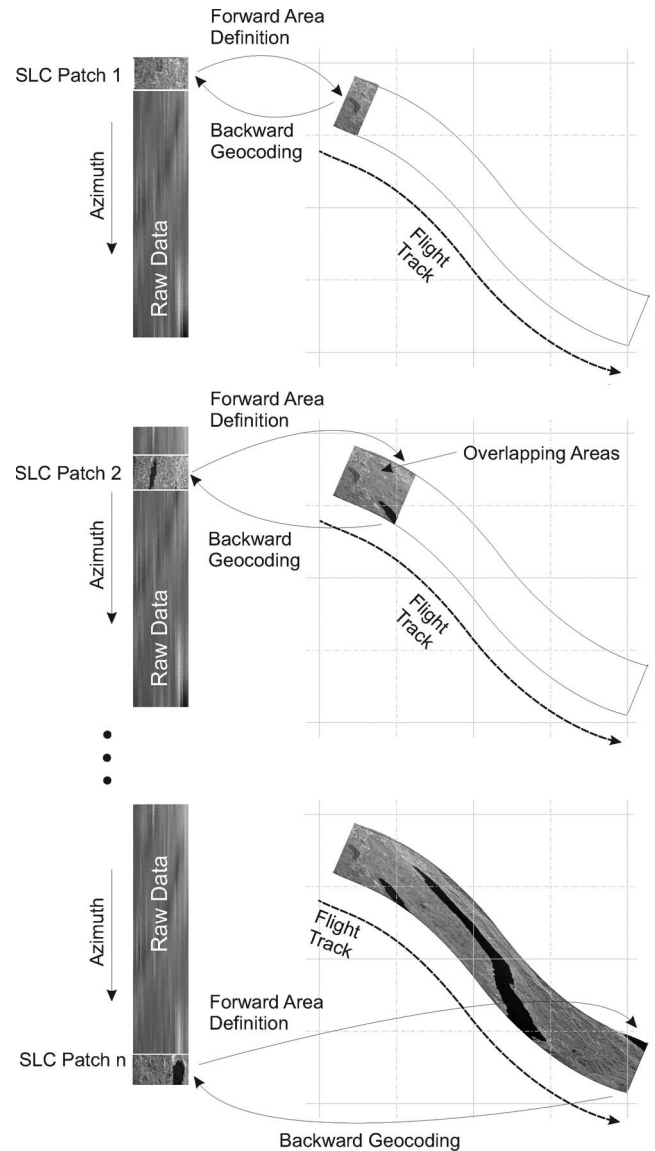 Forward Area
Definition
SLC Patch 1
Backward
Geocoding
Azimuth
Raw Data
Flight
Track
Forward Area
Definition
Overlapping Areas
SLC Patch 2
Backward
Geocoding
Azimuth
Raw Data
Flight
Track
Raw Data
Azimuth
Flight
Track
Forward Area
Definition
SLC Patch n
Backward Geocoding